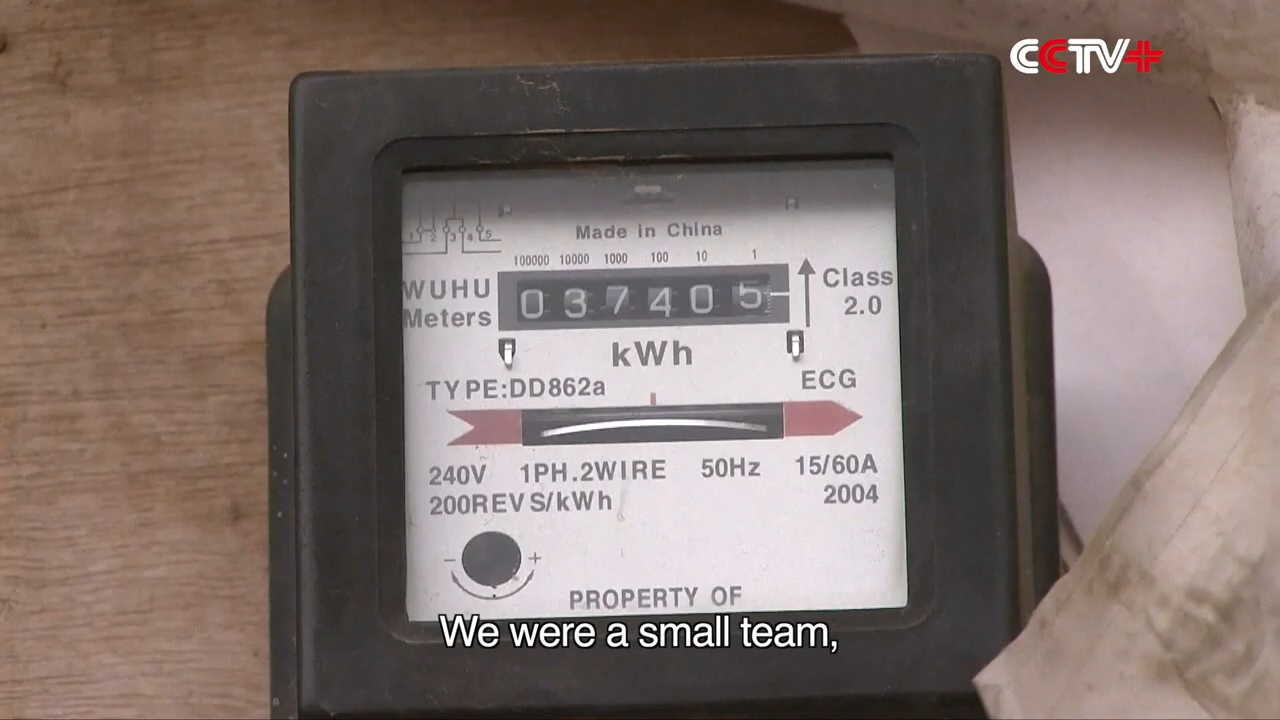 CCTV+
Made in China
100000 10000 1000 100 10 1
WUHU
Meters
037405
Class
2.0
kWh
TYPE:DD862a
ECG
240V 1PH.2WIRE 50Hz 15/60A
200REVS/kWh 2004
- +
PROPERTY OF
We were a small team,